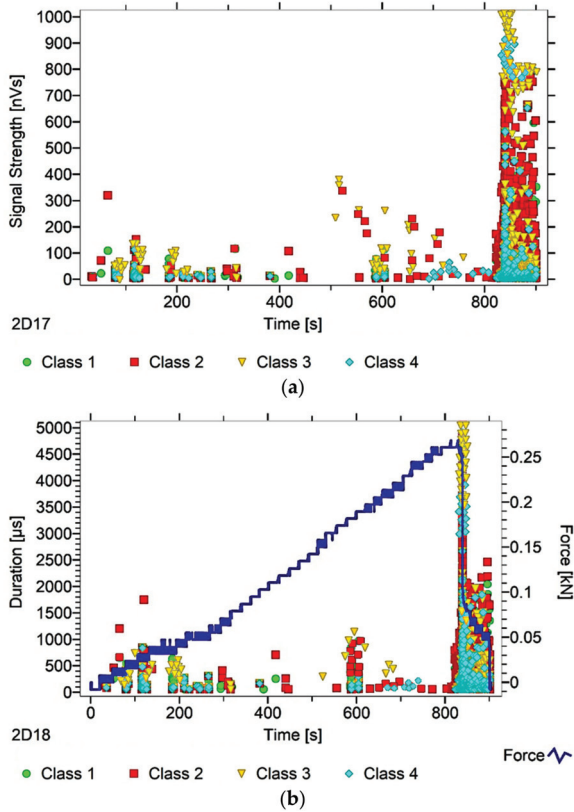 1000
900
800
700
600
500
400
300
200
100
0
Signal Strength [nVs]
200 400 600 800
2D17
Time [s]
Class 1 Class 2 Class 3 Class 4
(a)
5000
4500
4000
3500
3000
2500
2000
1500
1000
500
0
Duration [µs]
0.25
0.2
0.15
0.1
0.05
0
Force [kN]
0 200 400 600 800
2D18
Time [s]
Force
Class 1 Class 2 Class 3 Class 4
(b)